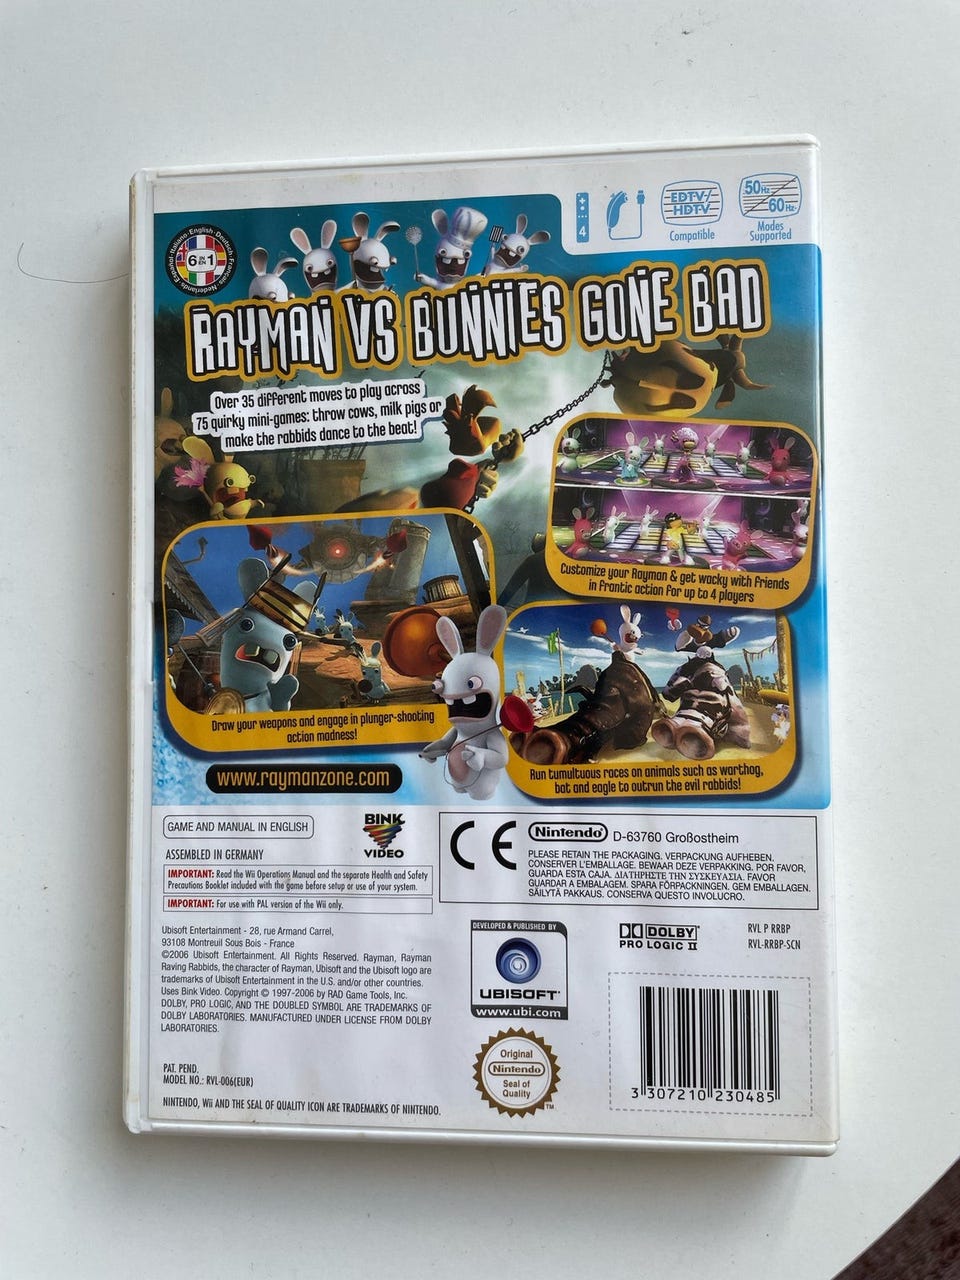 Español · Italiano · English · Deutsch · Français · Nederlands
6 IN EN 1
4
EDTV/
HDTV
Compatible
50Hz
60Hz
Modes
Supported
RAYMAN VS BUNNIES GONE BAD
Over 35 different moves to play across
75 quirky mini-games: throw cows, milk pigs or
make the rabbids dance to the beat!
Customize your Rayman & get wacky with friends
in frantic action for up to 4 players
Draw your weapons and engage in plunger-shooting
action madness!
Run tumultuous races on animals such as warthog,
bat and eagle to outrun the evil rabbids!
www.raymanzone.com
GAME AND MANUAL IN ENGLISH
BINK
VIDEO
ASSEMBLED IN GERMANY
IMPORTANT: Read the Wii Operations Manual and the separate Health and Safety
Precautions Booklet included with the game before setup or use of your system.
IMPORTANT: For use with PAL version of the Wii only.
CE
Nintendo® D-63760 Großostheim
PLEASE RETAIN THE PACKAGING. VERPACKUNG AUFHEBEN.
CONSERVER L'EMBALLAGE. BEWAAR DEZE VERPAKKING. POR FAVOR,
GUARDA ESTA CAJA. ΔΙΑΤΗΡΗΣΤΕ ΤΗΝ ΣΥΣΚΕΥΑΣΙΑ. FAVOR
GUARDAR A EMBALAGEM. SPARA FÖRPACKNINGEN. GEM EMBALLAGEN.
SÄILYTÄ PAKKAUS. CONSERVA QUESTO INVOLUCRO.
Ubisoft Entertainment - 28, rue Armand Carrel,
93108 Montreuil Sous Bois - France
©2006 Ubisoft Entertainment. All Rights Reserved. Rayman, Rayman
Raving Rabbids, the character of Rayman, Ubisoft and the Ubisoft logo are
trademarks of Ubisoft Entertainment in the U.S. and/or other countries.
Uses Bink Video. Copyright © 1997-2006 by RAD Game Tools, Inc.
DOLBY, PRO LOGIC, AND THE DOUBLED SYMBOL ARE TRADEMARKS OF
DOLBY LABORATORIES. MANUFACTURED UNDER LICENSE FROM DOLBY
LABORATORIES.
DEVELOPED & PUBLISHED BY
UBISOFT™
www.ubi.com
DOLBY
PRO LOGIC II
RVL P RRBP
RVL-RRBP-SCN
Original
Nintendo
Seal of
Quality
TM
PAT. PEND.
MODEL NO.: RVL-006(EUR)
NINTENDO, Wii AND THE SEAL OF QUALITY ICON ARE TRADEMARKS OF NINTENDO.
3 307210 230485